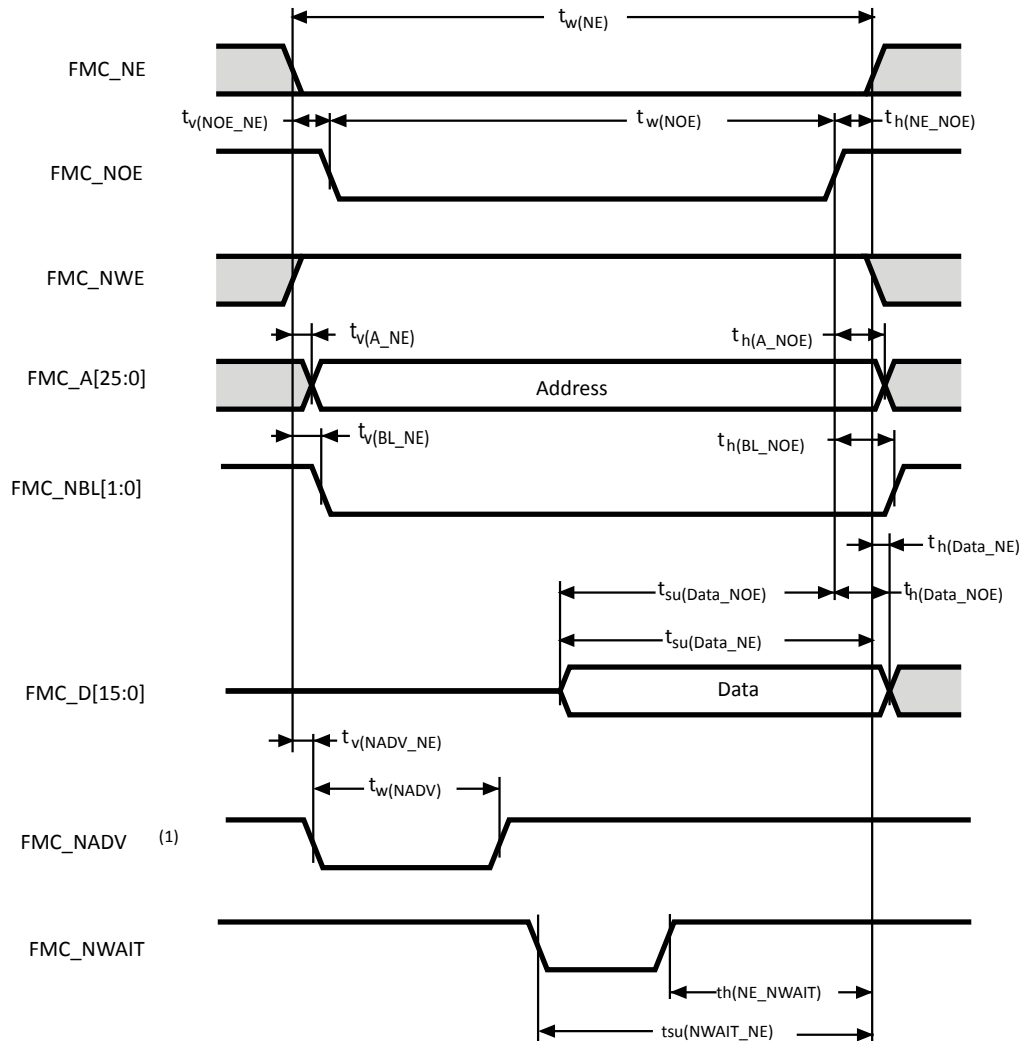 tw(NE)
FMC_NE
tv(NOE_NE) tw(NOE) th(NE_NOE)
FMC_NOE
FMC_NWE
tv(A_NE) th(A_NOE)
FMC_A[25:0] Address
tv(BL_NE) th(BL_NOE)
FMC_NBL[1:0]
th(Data_NE)
tsu(Data_NOE) th(Data_NOE)
tsu(Data_NE)
FMC_D[15:0] Data
tv(NADV_NE)
tw(NADV)
FMC_NADV (1)
FMC_NWAIT
th(NE_NWAIT)
tsu(NWAIT_NE)